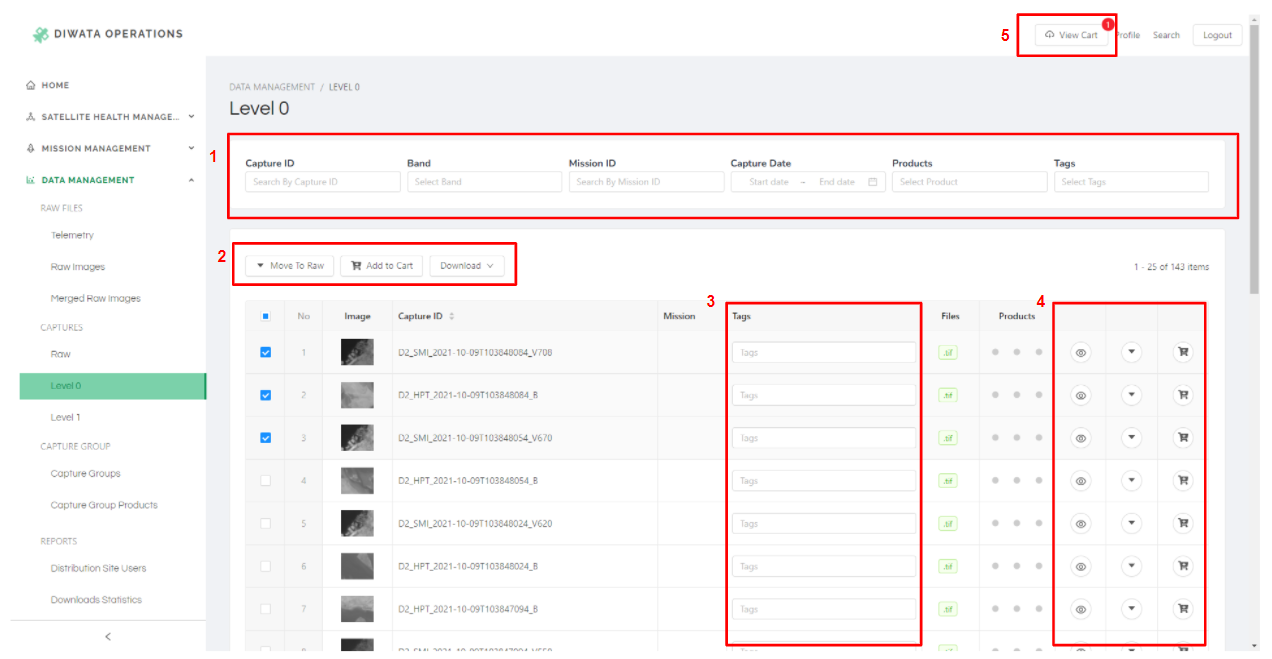 DIWATA OPERATIONS
5
View Cart
1
Profile
Search
Logout
HOME
SATELLITE HEALTH MANAGE...
MISSION MANAGEMENT
DATA MANAGEMENT
RAW FILES
Telemetry
Raw Images
Merged Raw Images
CAPTURES
Raw
Level 0
Level 1
CAPTURE GROUP
Capture Groups
Capture Group Products
REPORTS
Distribution Site Users
Downloads Statistics
DATA MANAGEMENT / LEVEL 0
Level 0
1
Capture ID
Band
Mission ID
Capture Date
Products
Tags
Search By Capture ID
Select Band
Search By Mission ID
Start date
End date
Select Product
Select Tags
2
Move To Raw
Add to Cart
Download
1 - 25 of 143 items
3
4
No
Image
Capture ID
Mission
Tags
Files
Products
1
D2_SMI_2021-10-09T103848084_V708
Tags
.tif
2
D2_HPT_2021-10-09T103848084_B
Tags
.tif
3
D2_SMI_2021-10-09T103848054_V670
Tags
.tif
4
D2_HPT_2021-10-09T103848054_B
Tags
.tif
5
D2_SMI_2021-10-09T103848024_V620
Tags
.tif
6
D2_HPT_2021-10-09T103848024_B
Tags
.tif
7
D2_HPT_2021-10-09T103847094_B
Tags
.tif